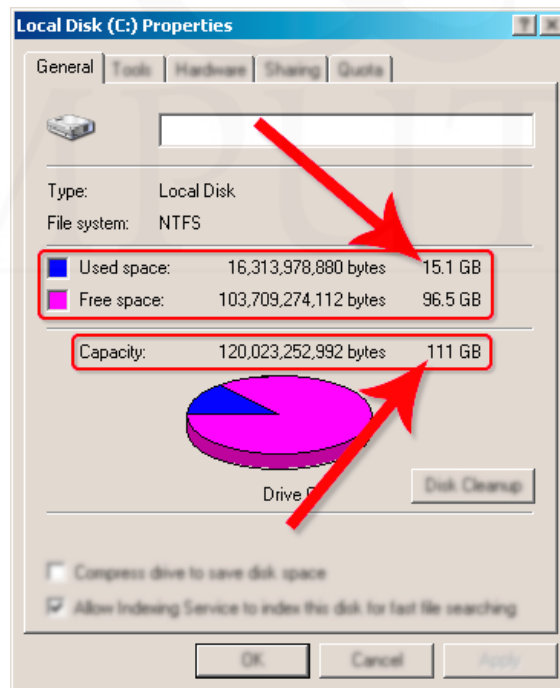 Local Disk (C:) Properties
General Tools Hardware Sharing Quota
Type: Local Disk
File system: NTFS
Used space: 16,313,978,880 bytes 15.1 GB
Free space: 103,709,274,112 bytes 96.5 GB
Capacity: 120,023,252,992 bytes 111 GB
Drive
Disk Cleanup
Compress drive to save disk space
Allow Indexing Service to index this disk for fast file searching
OK Cancel Apply